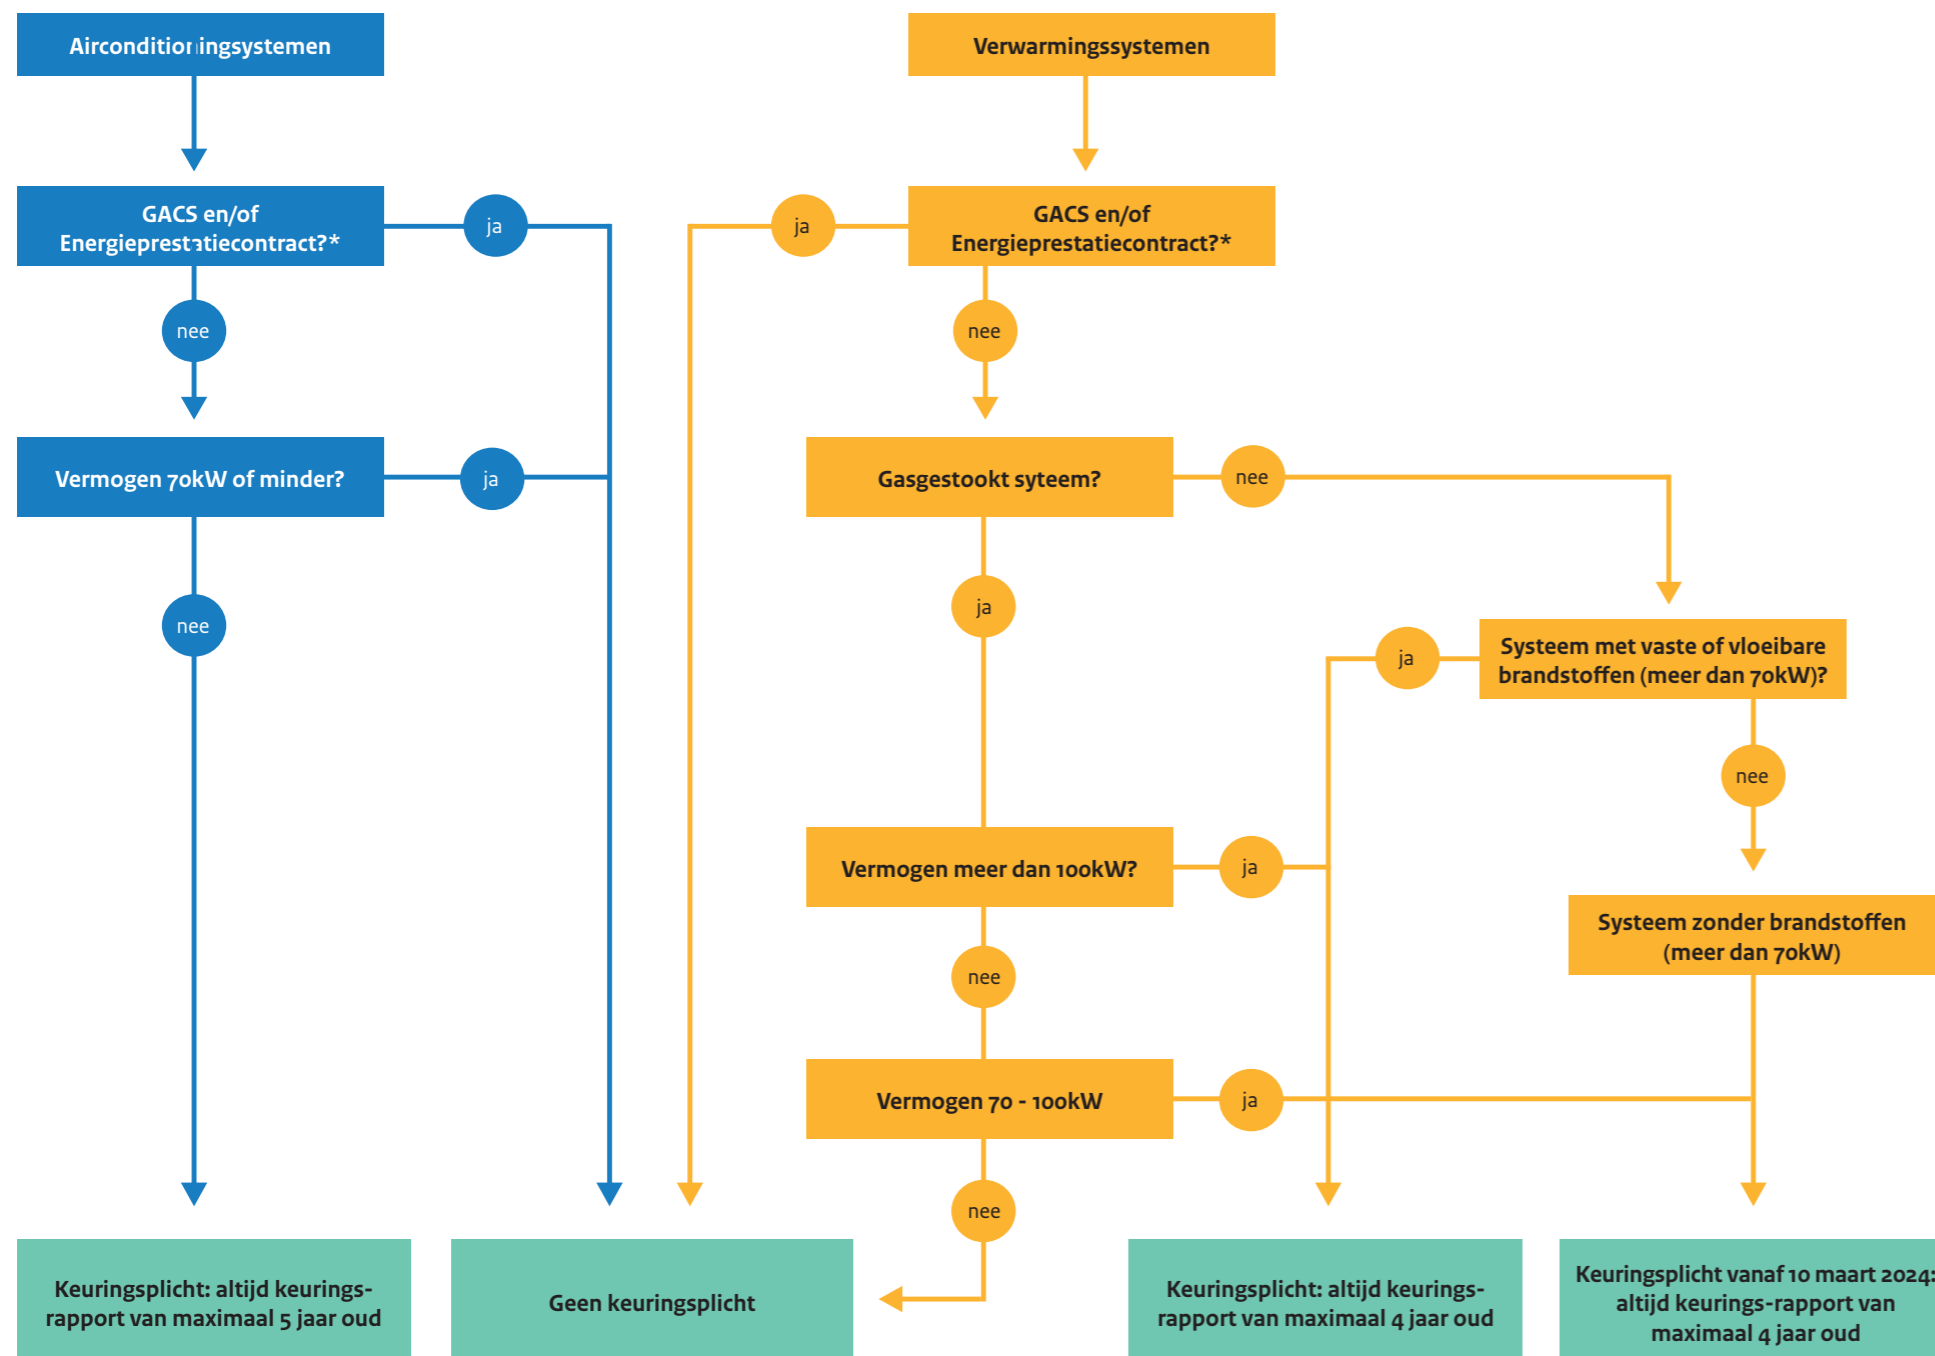 Airconditioningsystemen
GACS en/of
Energieprestatiecontract?*
ja
nee
Vermogen 70kW of minder?
ja
nee
Verwarmingssystemen
GACS en/of
Energieprestatiecontract?*
ja
nee
Gasgestookt syteem?
nee
ja
Systeem met vaste of vloeibare
brandstoffen (meer dan 70kW)?
ja
nee
Vermogen meer dan 100kW?
ja
nee
Systeem zonder brandstoffen
(meer dan 70kW)
Vermogen 70 - 100kW
ja
nee
Keuringsplicht: altijd keurings-
rapport van maximaal 5 jaar oud
Geen keuringsplicht
Keuringsplicht: altijd keurings-
rapport van maximaal 4 jaar oud
Keuringsplicht vanaf 10 maart 2024:
altijd keurings-rapport van
maximaal 4 jaar oud